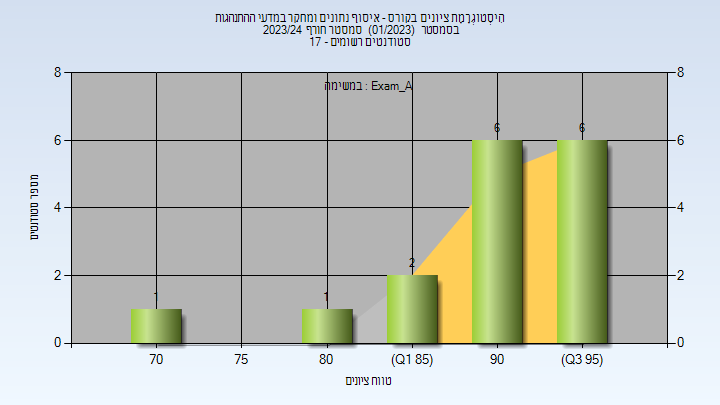 היסטוגרמת ציונים בקורס - איסוף נתונים ומחקר במדעי ההתנהגות
בסמסטר (01/2023) סמסטר חורף 2023/24
סטודנטים רשומים - 17
במשימה : Exam_A
8 8
6 6
4 4
2 2
0 0
1 1 2 6 6
מספר סטודנטים
70 75 80 (Q1 85) 90 (Q3 95)
טווח ציונים